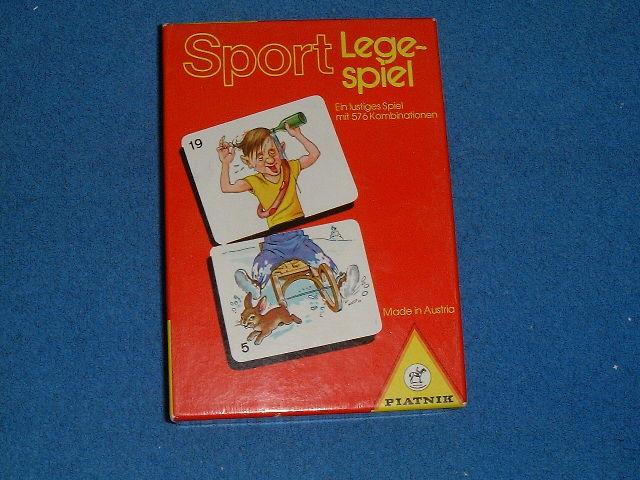 Sport Lege-
spiel
Ein lustiges Spiel
mit 576 Kombinationen
19
5
Made in Austria
PIATNIK